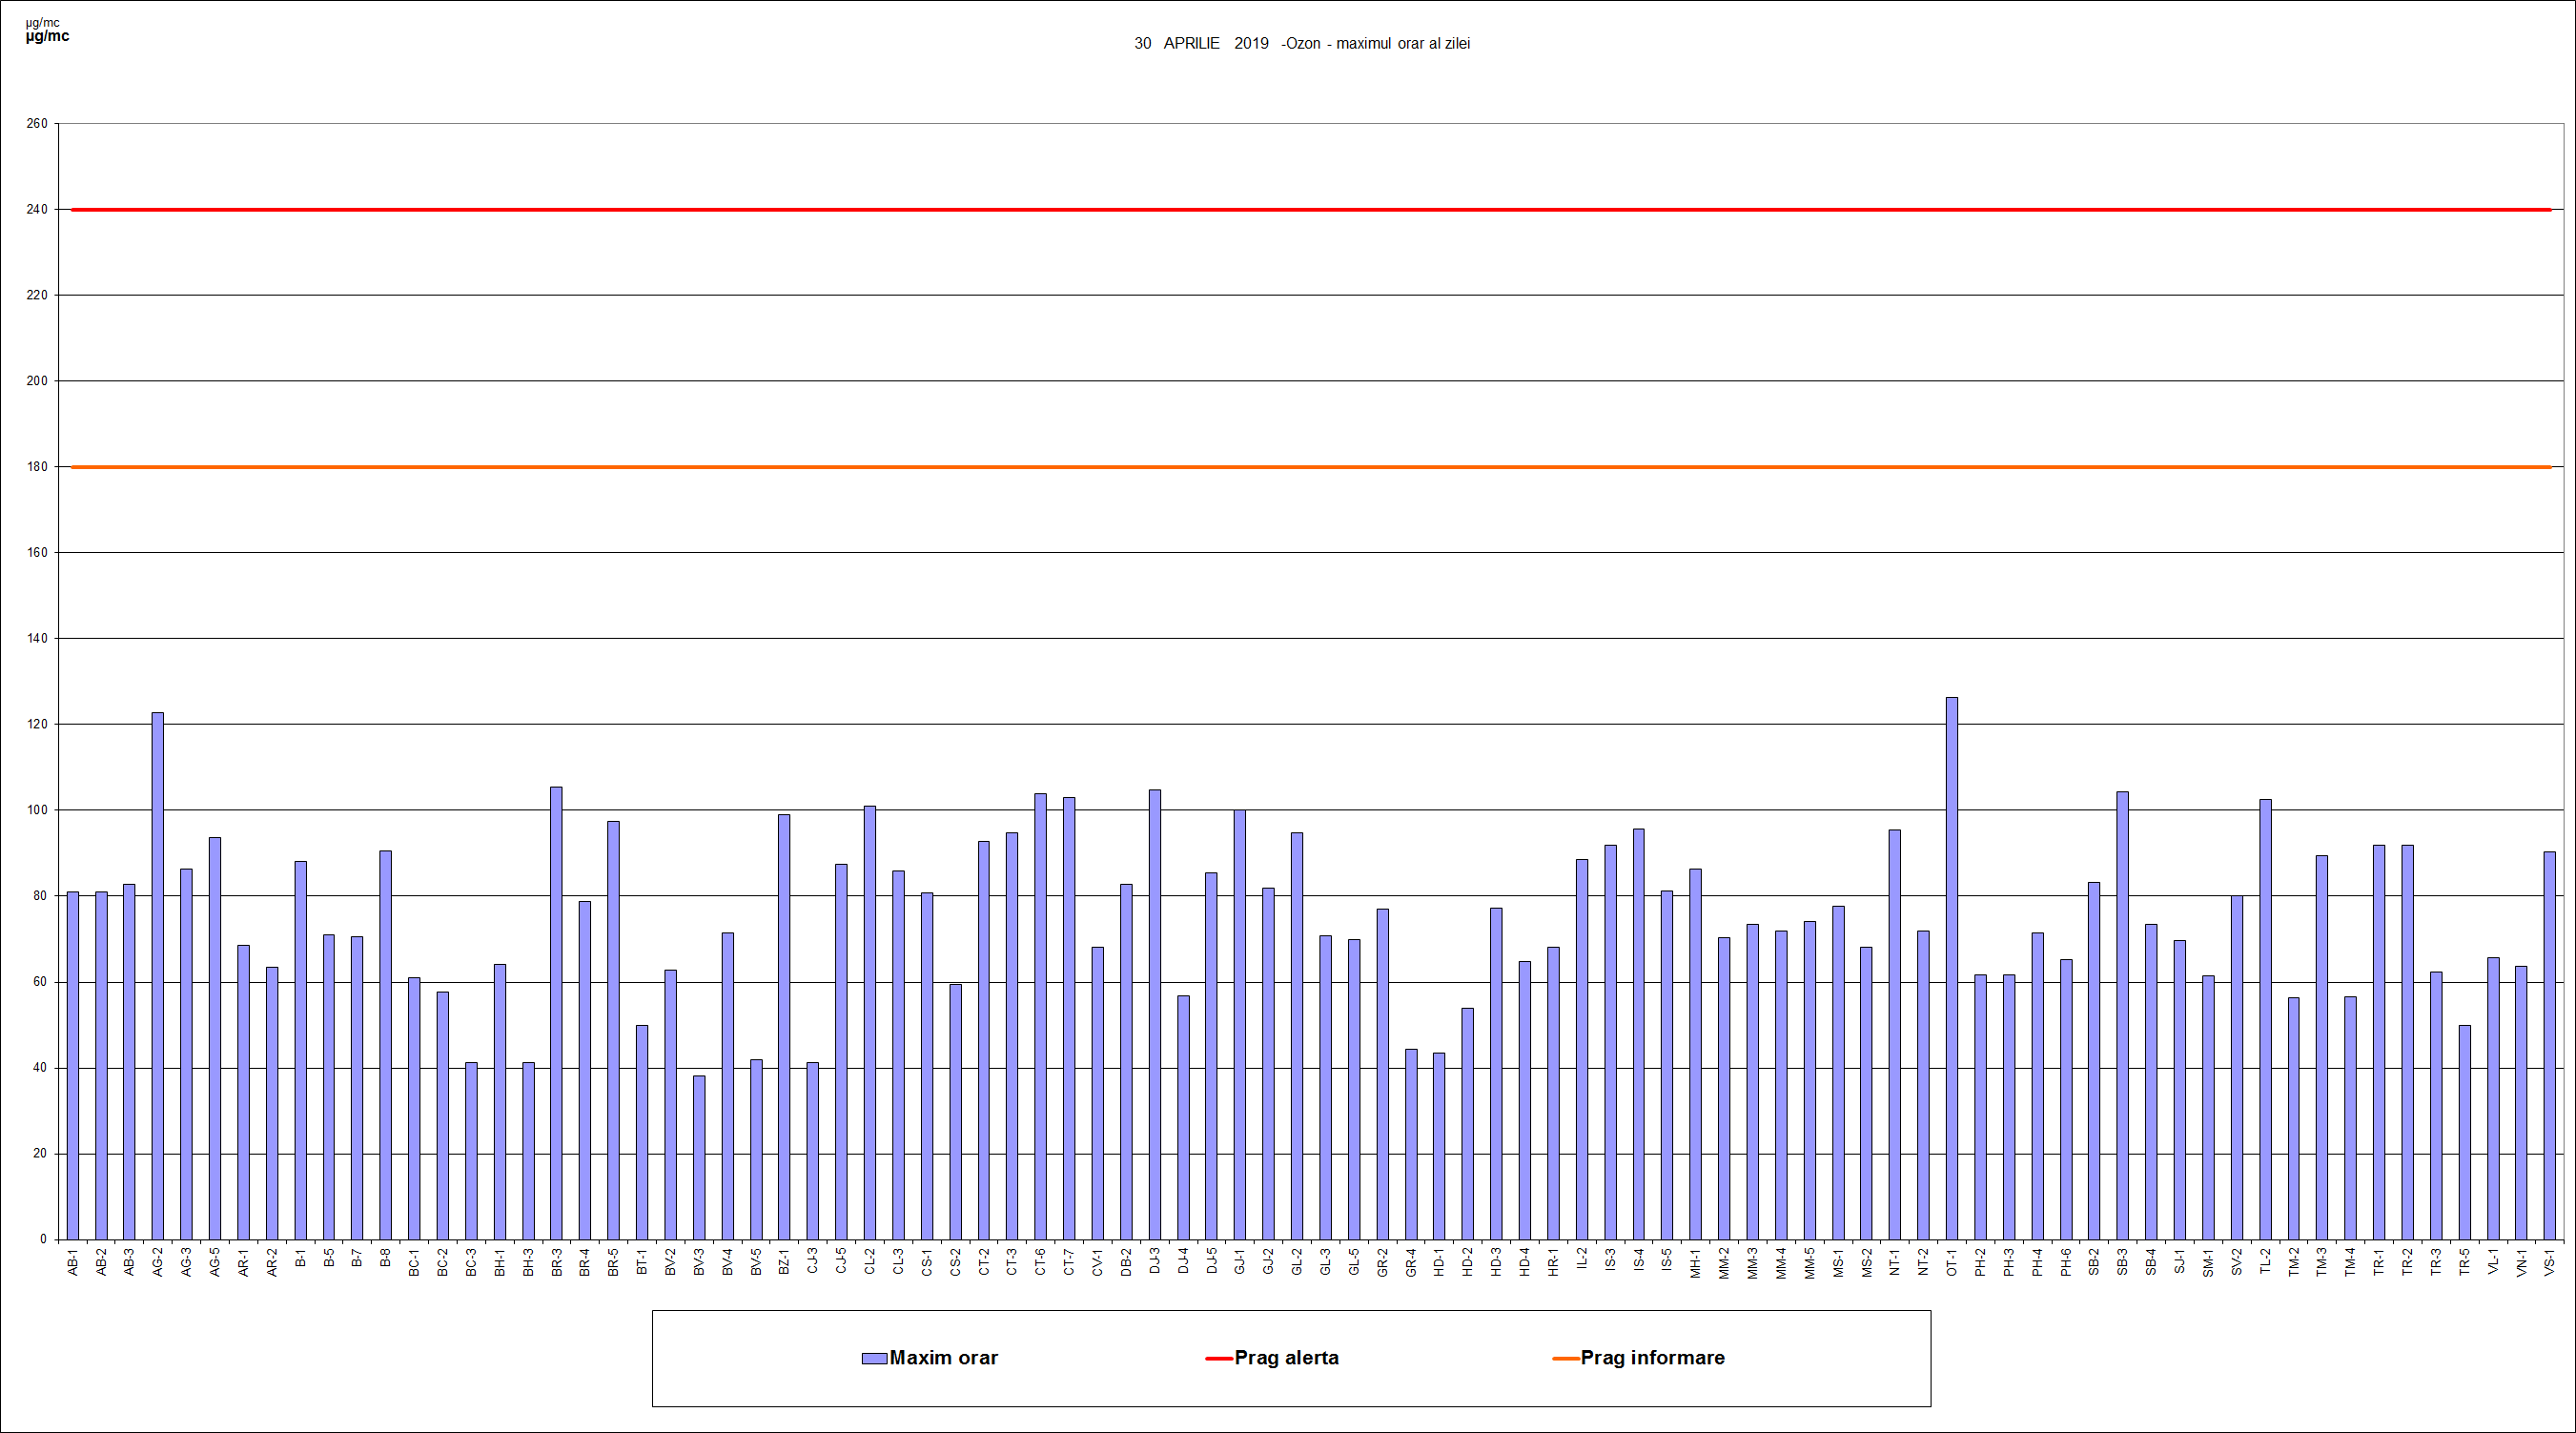 µg/mc
µg/mc
30 APRILIE 2019 -Ozon - maximul orar al zilei
260
240
220
200
180
160
140
120
100
80
60
40
20
0
AB-1 AB-2 AB-3 AG-2 AG-3 AG-5 AR-1 AR-2 B-1 B-5 B-7 B-8 BC-1 BC-2 BC-3 BH-1 BH-3 BR-3 BR-4 BR-5 BT-1 BV-2 BV-3 BV-4 BV-5 BZ-1 CJ-3 CJ-5 CL-2 CL-3 CS-1 CS-2 CT-2 CT-3 CT-6 CT-7 CV-1 DB-2 DJ-3 DJ-4 DJ-5 GJ-1 GJ-2 GL-2 GL-3 GL-5 GR-2 GR-4 HD-1 HD-2 HD-3 HD-4 HR-1 IL-2 IS-3 IS-4 IS-5 MH-1 MM-2 MM-3 MM-4 MM-5 MS-1 MS-2 NT-1 NT-2 OT-1 PH-2 PH-3 PH-4 PH-6 SB-2 SB-3 SB-4 SJ-1 SM-1 SV-2 TL-2 TM-2 TM-3 TM-4 TR-1 TR-2 TR-3 TR-5 VL-1 VN-1 VS-1
Maxim orar Prag alerta Prag informare